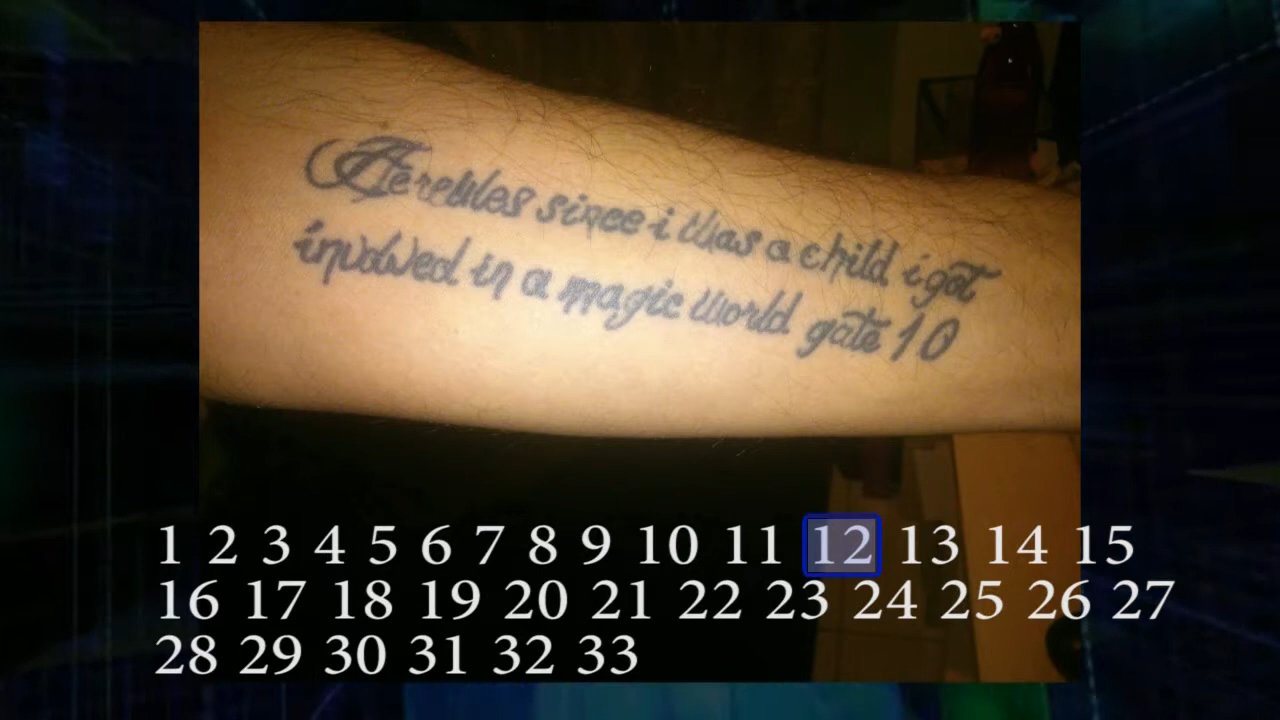 Hercules since i was a child i got
involved in a magic world gate 10
1 2 3 4 5 6 7 8 9 10 11 12 13 14 15
16 17 18 19 20 21 22 23 24 25 26 27
28 29 30 31 32 33